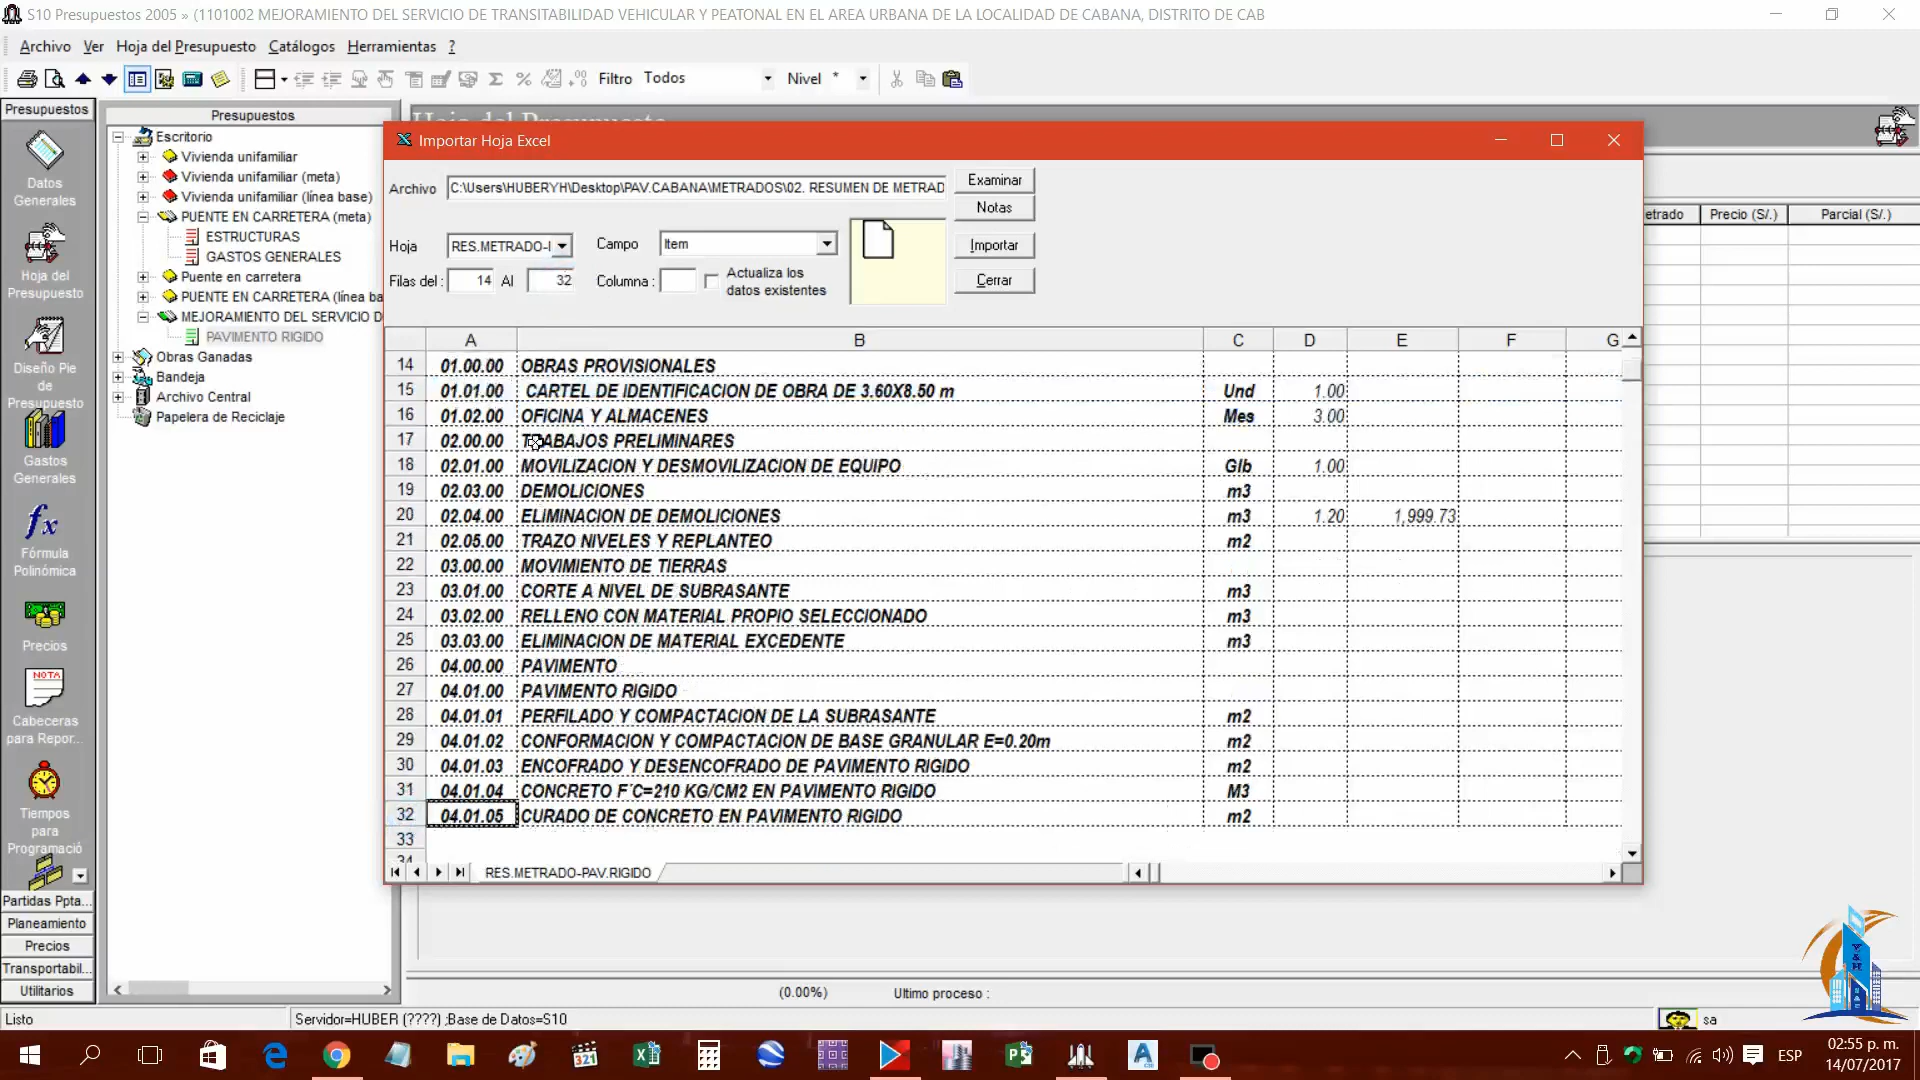 S10 Presupuestos 2005 » (1101002 MEJORAMIENTO DEL SERVICIO DE TRANSITABILIDAD VEHICULAR Y PEATONAL EN EL AREA URBANA DE LA LOCALIDAD DE CABANA, DISTRITO DE CAB
Archivo Ver Hoja del Presupuesto Catálogos Herramientas ?
Filtro Todos Nivel *
Presupuestos
Datos Generales
Hoja del Presupuesto
Diseño Pie de Presupuesto
Gastos Generales
fx
Fórmula Polinómica
Precios
NOTA
Cabeceras para Repor...
Tiempos para Programació
Partidas Ppta...
Planeamiento
Precios
Transportabil...
Utilitarios
Presupuestos
Escritorio
Vivienda unifamiliar
Vivienda unifamiliar (meta)
Vivienda unifamiliar (línea base)
PUENTE EN CARRETERA (meta)
ESTRUCTURAS
GASTOS GENERALES
Puente en carretera
PUENTE EN CARRETERA (línea ba
MEJORAMIENTO DEL SERVICIO D
PAVIMENTO RIGIDO
Obras Ganadas
Bandeja
Archivo Central
Papelera de Reciclaje
Hoja del Presupuesto
etrado Precio (S/.) Parcial (S/.)
Importar Hoja Excel
Archivo C:\Users\HUBERYH\Desktop\PAV.CABANA\METRADOS\02. RESUMEN DE METRAD Examinar
Notas
Hoja RES.METRADO-I Campo Item Importar
Filas del : 14 Al 32 Columna : Actualiza los datos existentes Cerrar
A B C D E F G
14 01.00.00 OBRAS PROVISIONALES
15 01.01.00 CARTEL DE IDENTIFICACION DE OBRA DE 3.60X8.50 m Und 1.00
16 01.02.00 OFICINA Y ALMACENES Mes 3.00
17 02.00.00 TRABAJOS PRELIMINARES
18 02.01.00 MOVILIZACION Y DESMOVILIZACION DE EQUIPO Glb 1.00
19 02.03.00 DEMOLICIONES m3
20 02.04.00 ELIMINACION DE DEMOLICIONES m3 1.20 1,999.73
21 02.05.00 TRAZO NIVELES Y REPLANTEO m2
22 03.00.00 MOVIMIENTO DE TIERRAS
23 03.01.00 CORTE A NIVEL DE SUBRASANTE m3
24 03.02.00 RELLENO CON MATERIAL PROPIO SELECCIONADO m3
25 03.03.00 ELIMINACION DE MATERIAL EXCEDENTE m3
26 04.00.00 PAVIMENTO
27 04.01.00 PAVIMENTO RIGIDO
28 04.01.01 PERFILADO Y COMPACTACION DE LA SUBRASANTE m2
29 04.01.02 CONFORMACION Y COMPACTACION DE BASE GRANULAR E=0.20m m2
30 04.01.03 ENCOFRADO Y DESENCOFRADO DE PAVIMENTO RIGIDO m2
31 04.01.04 CONCRETO F´C=210 KG/CM2 EN PAVIMENTO RIGIDO M3
32 04.01.05 CURADO DE CONCRETO EN PAVIMENTO RIGIDO m2
33
34
RES.METRADO-PAV.RIGIDO
(0.00%) Ultimo proceso :
Listo Servidor=HUBER (????) ;Base de Datos=S10 sa
321
ESP 02:55 p. m.
14/07/2017